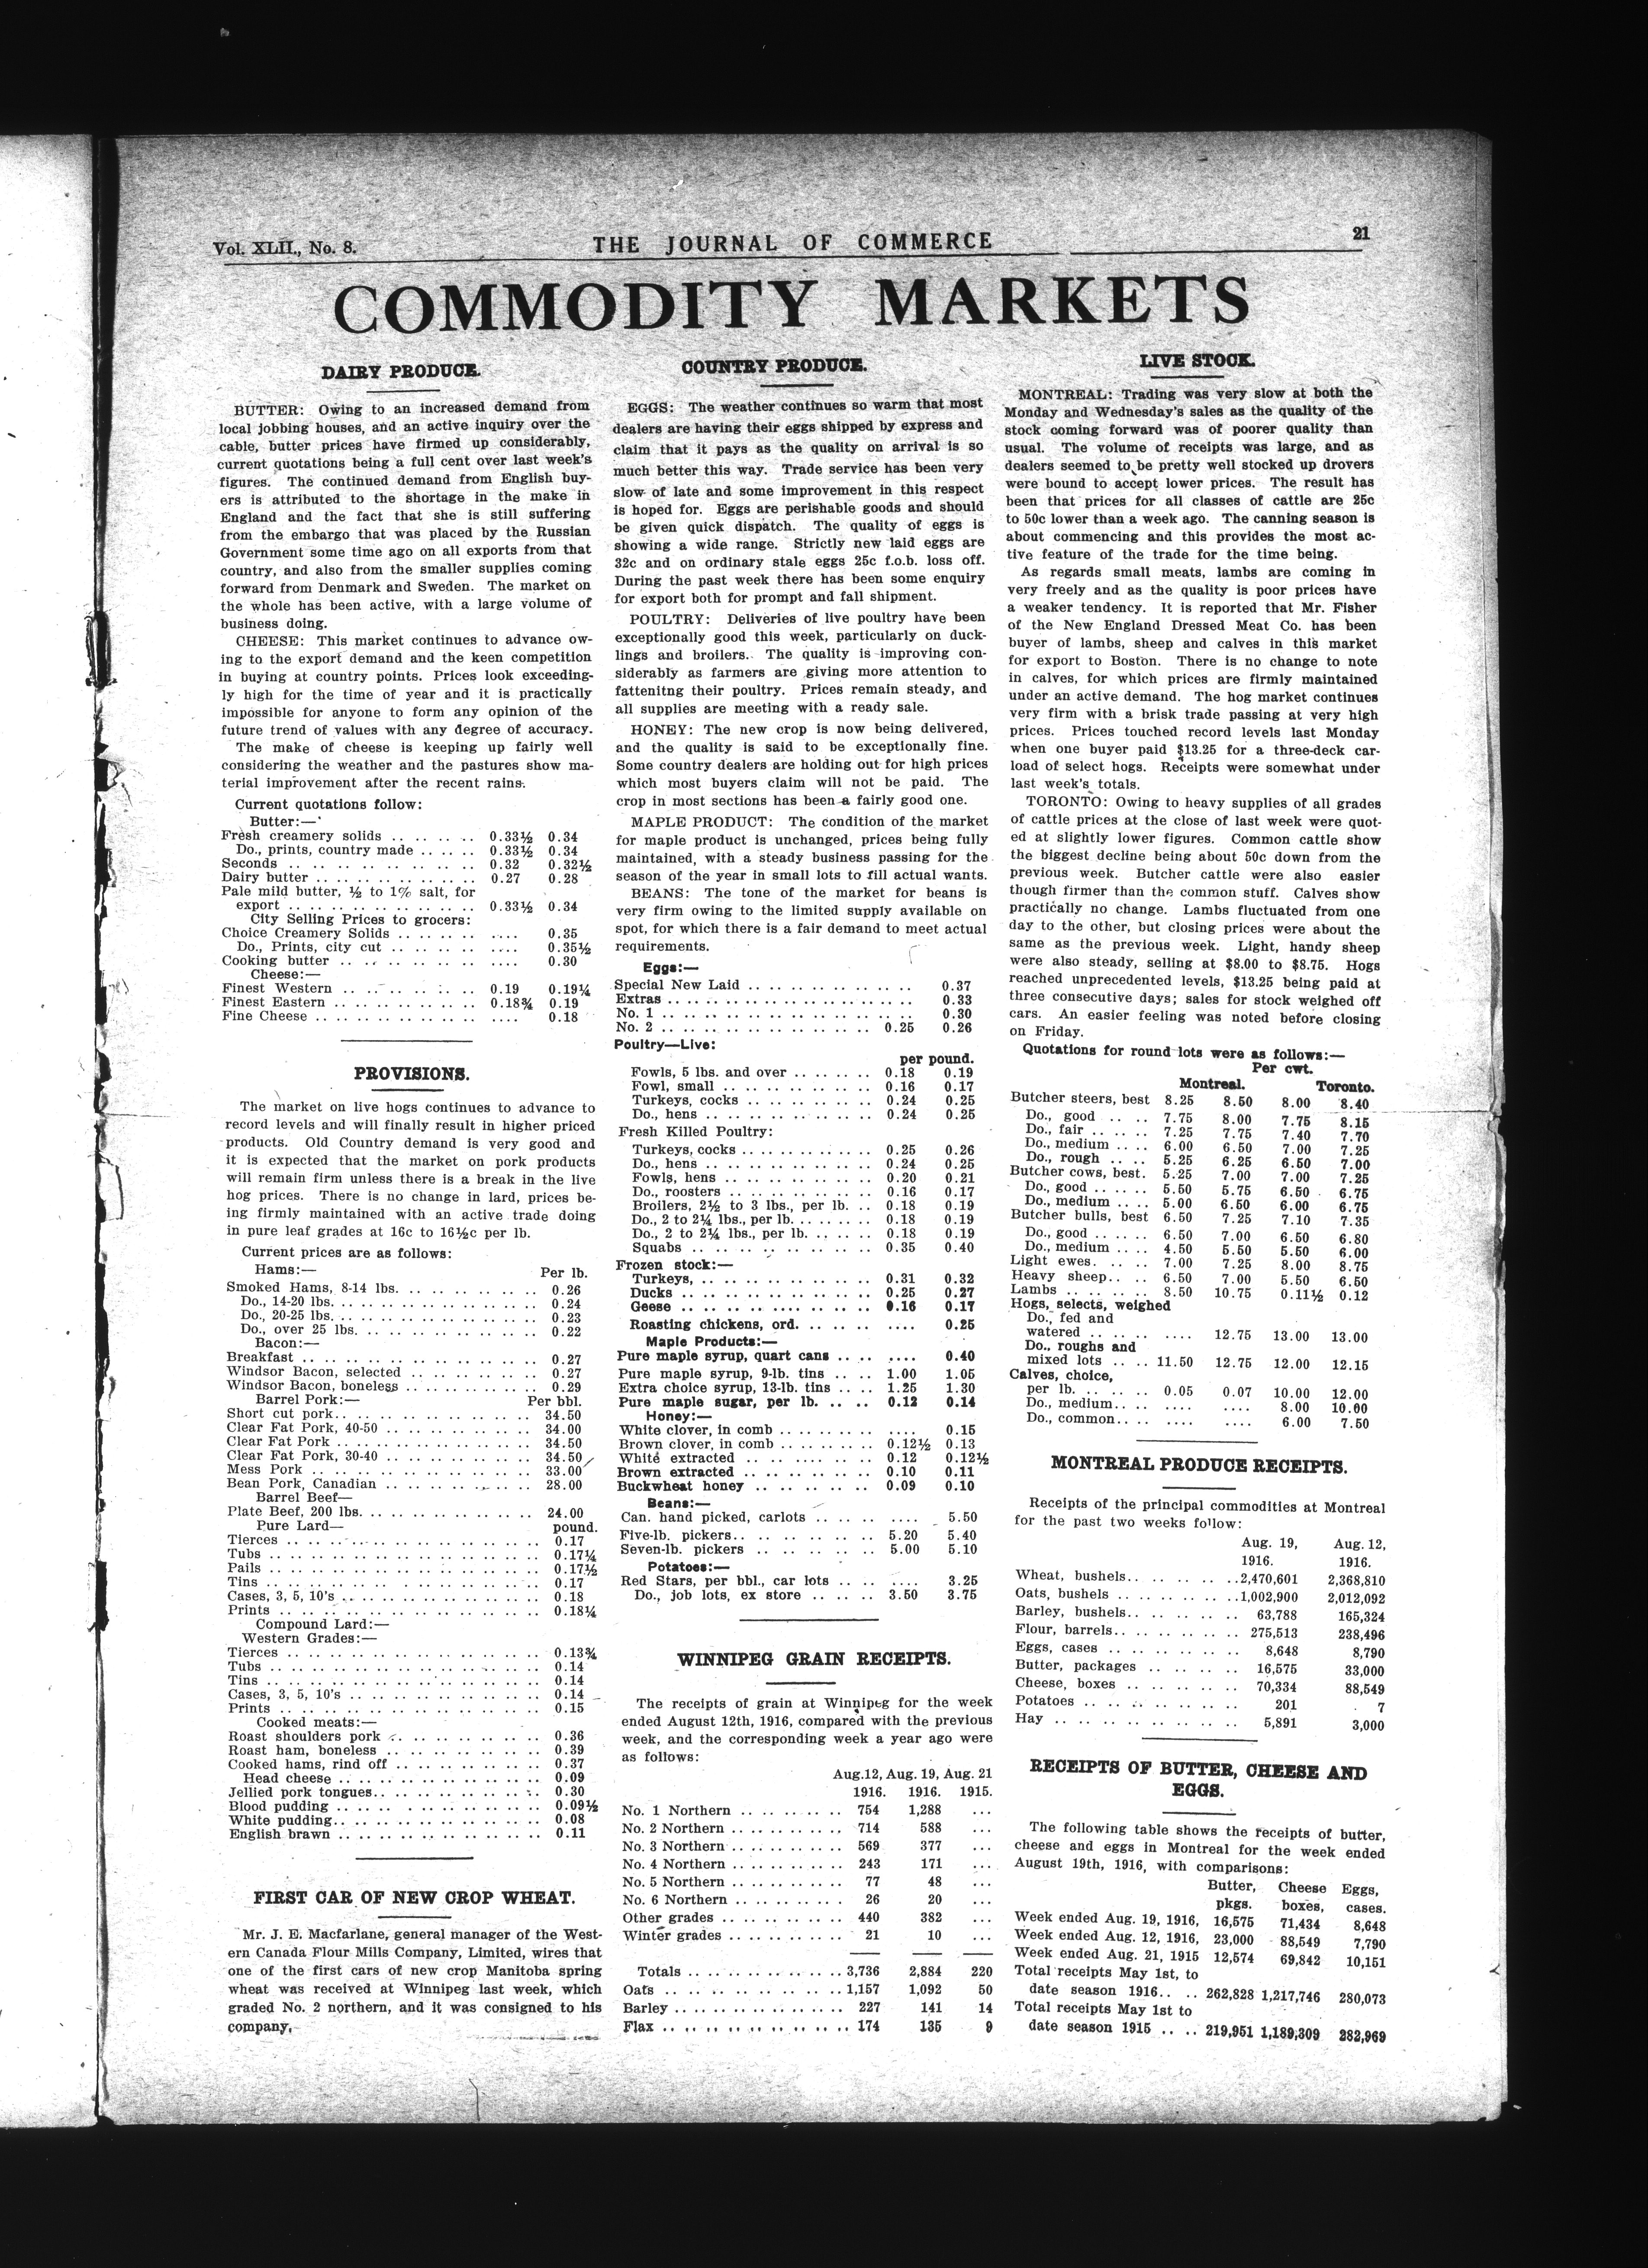 Vol. XLII., No. 8.
THE JOURNAL OF COMMERCE
21
COMMODITY MARKETS
DAIRY PRODUCE.
BUTTER: Owing to an increased demand from
local jobbing houses, and an active inquiry over the
cable, butter prices have firmed up considerably,
current quotations being a full cent over last week's
figures. The continued demand from English buy-
ers is attributed to the shortage in the make in
England and the fact that she is still suffering
from the embargo that was placed by the Russian
Government some time ago on all exports from that
country, and also from the smaller supplies coming
forward from Denmark and Sweden. The market on
the whole has been active, with a large volume of
business doing.
CHEESE: This market continues to advance ow-
ing to the export demand and the keen competition
in buying at country points. Prices look exceeding-
ly high for the time of year and it is practically
impossible for anyone to form any opinion of the
future trend of values with any degree of accuracy.
The make of cheese is keeping up fairly well
considering the weather and the pastures show ma-
terial improvement after the recent rains.
Current quotations follow:
Butter:—
Fresh creamery solids .. .. .. .. .. 0.33½ 0.34
Do., prints, country made .. .. .. 0.33½ 0.34
Seconds .. .. .. .. .. .. .. .. .. 0.32 0.32½
Dairy butter .. .. .. .. .. .. .. .. 0.27 0.28
Pale mild butter, ½ to 1% salt, for
export .. .. .. .. .. .. .. .. .. 0.33½ 0.34
City Selling Prices to grocers:
Choice Creamery Solids .. .. .. .. .... 0.35
Do., Prints, city cut .. .. .. .. .... 0.35½
Cooking butter .. .. .. .. .. .. .. .... 0.30
Cheese:—
Finest Western .. .. .. .. .. .. .. 0.19 0.19¼
Finest Eastern .. .. .. .. .. .. .. 0.18¾ 0.19
Fine Cheese .. .. .. .. .. .. .. .. .... 0.18
PROVISIONS.
The market on live hogs continues to advance to
record levels and will finally result in higher priced
products. Old Country demand is very good and
it is expected that the market on pork products
will remain firm unless there is a break in the live
hog prices. There is no change in lard, prices be-
ing firmly maintained with an active trade doing
in pure leaf grades at 16c to 16½c per lb.
Current prices are as follows:
Hams:— Per lb.
Smoked Hams, 8-14 lbs. .. .. .. .. .. .. 0.26
Do., 14-20 lbs. .. .. .. .. .. .. .. .. 0.24
Do., 20-25 lbs. .. .. .. .. .. .. .. .. 0.23
Do., over 25 lbs. .. .. .. .. .. .. .. 0.22
Bacon:—
Breakfast .. .. .. .. .. .. .. .. .. .. 0.27
Windsor Bacon, selected .. .. .. .. .. .. 0.27
Windsor Bacon, boneless .. .. .. .. .. .. 0.29
Barrel Pork:— Per bbl.
Short cut pork.. .. .. .. .. .. .. .. .. 34.50
Clear Fat Pork, 40-50 .. .. .. .. .. .. .. 34.00
Clear Fat Pork .. .. .. .. .. .. .. .. .. 34.50
Clear Fat Pork, 30-40 .. .. .. .. .. .. .. 34.50
Mess Pork .. .. .. .. .. .. .. .. .. .. 33.00
Bean Pork, Canadian .. .. .. .. .. .. .. 28.00
Barrel Beef—
Plate Beef, 200 lbs. .. .. .. .. .. .. .. .. 24.00
Pure Lard— pound.
Tierces .. .. .. .. .. .. .. .. .. .. .. 0.17
Tubs .. .. .. .. .. .. .. .. .. .. .. .. 0.17¼
Pails .. .. .. .. .. .. .. .. .. .. .. .. 0.17½
Tins .. .. .. .. .. .. .. .. .. .. .. .. 0.17
Cases, 3, 5, 10's .. .. .. .. .. .. .. .. 0.18
Prints .. .. .. .. .. .. .. .. .. .. .. 0.18¼
Compound Lard:—
Western Grades:—
Tierces .. .. .. .. .. .. .. .. .. .. .. 0.13¾
Tubs .. .. .. .. .. .. .. .. .. .. .. .. 0.14
Tins .. .. .. .. .. .. .. .. .. .. .. .. 0.14
Cases, 3, 5, 10's .. .. .. .. .. .. .. .. 0.14
Prints .. .. .. .. .. .. .. .. .. .. .. 0.15
Cooked meats:—
Roast shoulders pork .. .. .. .. .. .. .. 0.36
Roast ham, boneless .. .. .. .. .. .. .. 0.39
Cooked hams, rind off .. .. .. .. .. .. .. 0.37
Head cheese .. .. .. .. .. .. .. .. .. 0.09
Jellied pork tongues.. .. .. .. .. .. .. .. 0.30
Blood pudding .. .. .. .. .. .. .. .. .. 0.09½
White pudding.. .. .. .. .. .. .. .. .. 0.08
English brawn .. .. .. .. .. .. .. .. .. 0.11
FIRST CAR OF NEW CROP WHEAT.
Mr. J. E. Macfarlane, general manager of the West-
ern Canada Flour Mills Company, Limited, wires that
one of the first cars of new crop Manitoba spring
wheat was received at Winnipeg last week, which
graded No. 2 northern, and it was consigned to his
company.
COUNTRY PRODUCE.
EGGS: The weather continues so warm that most
dealers are having their eggs shipped by express and
claim that it pays as the quality on arrival is so
much better this way. Trade service has been very
slow of late and some improvement in this respect
is hoped for. Eggs are perishable goods and should
be given quick dispatch. The quality of eggs is
showing a wide range. Strictly new laid eggs are
32c and on ordinary stale eggs 25c f.o.b. loss off.
During the past week there has been some enquiry
for export both for prompt and fall shipment.
POULTRY: Deliveries of live poultry have been
exceptionally good this week, particularly on duck-
lings and broilers. The quality is improving con-
siderably as farmers are giving more attention to
fattenitng their poultry. Prices remain steady, and
all supplies are meeting with a ready sale.
HONEY: The new crop is now being delivered,
and the quality is said to be exceptionally fine.
Some country dealers are holding out for high prices
which most buyers claim will not be paid. The
crop in most sections has been a fairly good one.
MAPLE PRODUCT: The condition of the market
for maple product is unchanged, prices being fully
maintained, with a steady business passing for the
season of the year in small lots to fill actual wants.
BEANS: The tone of the market for beans is
very firm owing to the limited supply available on
spot, for which there is a fair demand to meet actual
requirements.
Eggs:—
Special New Laid .. .. .. .. .. .. .. .. 0.37
Extras .. .. .. .. .. .. .. .. .. .. .. .. 0.33
No. 1 .. .. .. .. .. .. .. .. .. .. .. .. 0.30
No. 2 .. .. .. .. .. .. .. .. .. .. 0.25 0.26
Poultry—Live:
per pound.
Fowls, 5 lbs. and over .. .. .. .. 0.18 0.19
Fowl, small .. .. .. .. .. .. .. .. 0.16 0.17
Turkeys, cocks .. .. .. .. .. .. .. 0.24 0.25
Do., hens .. .. .. .. .. .. .. .. 0.24 0.25
Fresh Killed Poultry:
Turkeys, cocks .. .. .. .. .. .. .. 0.25 0.26
Do., hens .. .. .. .. .. .. .. .. 0.24 0.25
Fowls, hens .. .. .. .. .. .. .. .. 0.20 0.21
Do., roosters .. .. .. .. .. .. .. 0.16 0.17
Broilers, 2½ to 3 lbs., per lb. .. .. 0.18 0.19
Do., 2 to 2¼ lbs., per lb. .. .. .. .. 0.18 0.19
Do., 2 to 2¼ lbs., per lb. .. .. .. .. 0.18 0.19
Squabs .. .. .. .. .. .. .. .. .. 0.35 0.40
Frozen stock:—
Turkeys, .. .. .. .. .. .. .. .. .. 0.31 0.32
Ducks .. .. .. .. .. .. .. .. .. 0.25 0.27
Geese .. .. .. .. .... .. .. .. .. 0.16 0.17
Roasting chickens, ord. .. .. .. .. .... 0.25
Maple Products:—
Pure maple syrup, quart cans .. .. .... 0.40
Pure maple syrup, 9-lb. tins .. .. .. 1.00 1.05
Extra choice syrup, 13-lb. tins .. .. 1.25 1.30
Pure maple sugar, per lb. .. .. .. 0.12 0.14
Honey:—
White clover, in comb .. .. .. .. .. .... 0.15
Brown clover, in comb .. .. .. .. .. 0.12½ 0.13
White extracted .. .. .. .. .. .. 0.12 0.12½
Brown extracted .. .. .. .. .. .. .. 0.10 0.11
Buckwheat honey .. .. .. .. .. .. 0.09 0.10
Beans:—
Can. hand picked, carlots .. .. .. .... 5.50
Five-lb. pickers.. .. .. .. .. .. .. 5.20 5.40
Seven-lb. pickers .. .. .. .. .. .. 5.00 5.10
Potatoes:—
Red Stars, per bbl., car lots .. .. .... 3.25
Do., job lots, ex store .. .. .. .. 3.50 3.75
WINNIPEG GRAIN RECEIPTS.
The receipts of grain at Winnipeg for the week
ended August 12th, 1916, compared with the previous
week, and the corresponding week a year ago were
as follows:
Aug.12, Aug. 19, Aug. 21
1916. 1916. 1915.
No. 1 Northern .. .. .. .. .. 754 1,288 ...
No. 2 Northern .. .. .. .. .. .. 714 588 ...
No. 3 Northern .. .. .. .. .. .. 569 377 ...
No. 4 Northern .. .. .. .. .. .. 243 171 ...
No. 5 Northern .. .. .. .. .. .. 77 48 ...
No. 6 Northern .. .. .. .. .. .. 26 20 ...
Other grades .. .. .. .. .. .. 440 382 ...
Winter grades .. .. .. .. .. .. 21 10 ...
Totals .. .. .. .. .. .. .. .. 3,736 2,884 220
Oats .. .. .. .. .. .. .. .. .. 1,157 1,092 50
Barley .. .. .. .. .. .. .. .. .. 227 141 14
Flax .. .. .. .. .. .. .. .. .. .. 174 135 9
LIVE STOCK.
MONTREAL: Trading was very slow at both the
Monday and Wednesday's sales as the quality of the
stock coming forward was of poorer quality than
usual. The volume of receipts was large, and as
dealers seemed to be pretty well stocked up drovers
were bound to accept lower prices. The result has
been that prices for all classes of cattle are 25c
to 50c lower than a week ago. The canning season is
about commencing and this provides the most ac-
tive feature of the trade for the time being.
As regards small meats, lambs are coming in
very freely and as the quality is poor prices have
a weaker tendency. It is reported that Mr. Fisher
of the New England Dressed Meat Co. has been
buyer of lambs, sheep and calves in this market
for export to Boston. There is no change to note
in calves, for which prices are firmly maintained
under an active demand. The hog market continues
very firm with a brisk trade passing at very high
prices. Prices touched record levels last Monday
when one buyer paid $13.25 for a three-deck car-
load of select hogs. Receipts were somewhat under
last week's totals.
TORONTO: Owing to heavy supplies of all grades
of cattle prices at the close of last week were quot-
ed at slightly lower figures. Common cattle show
the biggest decline being about 50c down from the
previous week. Butcher cattle were also easier
though firmer than the common stuff. Calves show
practically no change. Lambs fluctuated from one
day to the other, but closing prices were about the
same as the previous week. Light, handy sheep
were also steady, selling at $8.00 to $8.75. Hogs
reached unprecedented levels, $13.25 being paid at
three consecutive days; sales for stock weighed off
cars. An easier feeling was noted before closing
on Friday.
Quotations for round lots were as follows:—
Per cwt.
Montreal. Toronto.
Butcher steers, best 8.25 8.50 8.00 8.40
Do., good .. .. 7.75 8.00 7.75 8.15
Do., fair .. .. .. 7.25 7.75 7.40 7.70
Do., medium .. .. 6.00 6.50 7.00 7.25
Do., rough .. .. 5.25 6.25 6.50 7.00
Butcher cows, best. 5.25 7.00 7.00 7.25
Do., good .. .. .. 5.50 5.75 6.50 6.75
Do., medium .. .. 5.00 6.50 6.00 6.75
Butcher bulls, best 6.50 7.25 7.10 7.35
Do., good .. .. .. 6.50 7.00 6.50 6.80
Do., medium .. .. 4.50 5.50 5.50 6.00
Light ewes. .. .. .. 7.00 7.25 8.00 8.75
Heavy sheep.. .. .. 6.50 7.00 5.50 6.50
Lambs .. .. .. .. 8.50 10.75 0.11½ 0.12
Hogs, selects, weighed
Do., fed and
watered .. .. .. .... 12.75 13.00 13.00
Do., roughs and
mixed lots .. .. 11.50 12.75 12.00 12.15
Calves, choice,
per lb. .. .. .. 0.05 0.07 10.00 12.00
Do., medium.. .. .... .... 8.00 10.00
Do., common.. .. .... .... 6.00 7.50
MONTREAL PRODUCE RECEIPTS.
Receipts of the principal commodities at Montreal
for the past two weeks follow:
Aug. 19, Aug. 12,
1916. 1916.
Wheat, bushels.. .. .. .. .. ..2,470,601 2,368,810
Oats, bushels .. .. .. .. .. ..1,002,900 2,012,092
Barley, bushels.. .. .. .. .. .. 63,788 165,324
Flour, barrels.. .. .. .. .. .. .. 275,513 238,496
Eggs, cases .. .. .. .. .. .. .. 8,648 8,790
Butter, packages .. .. .. .. .. 16,575 33,000
Cheese, boxes .. .. .. .. .. .. 70,334 88,549
Potatoes .. .. .. .. .. .. .. .. 201 7
Hay .. .. .. .. .. .. .. .. .. .. 5,891 3,000
RECEIPTS OF BUTTER, CHEESE AND
EGGS.
The following table shows the receipts of butter,
cheese and eggs in Montreal for the week ended
August 19th, 1916, with comparisons:
Butter, Cheese Eggs,
pkgs. boxes, cases.
Week ended Aug. 19, 1916, 16,575 71,434 8,648
Week ended Aug. 12, 1916, 23,000 88,549 7,790
Week ended Aug. 21, 1915 12,574 69,842 10,151
Total receipts May 1st, to
date season 1916.. .. .. 262,828 1,217,746 280,073
Total receipts May 1st to
date season 1915 .. .. .. 219,951 1,189,309 282,969